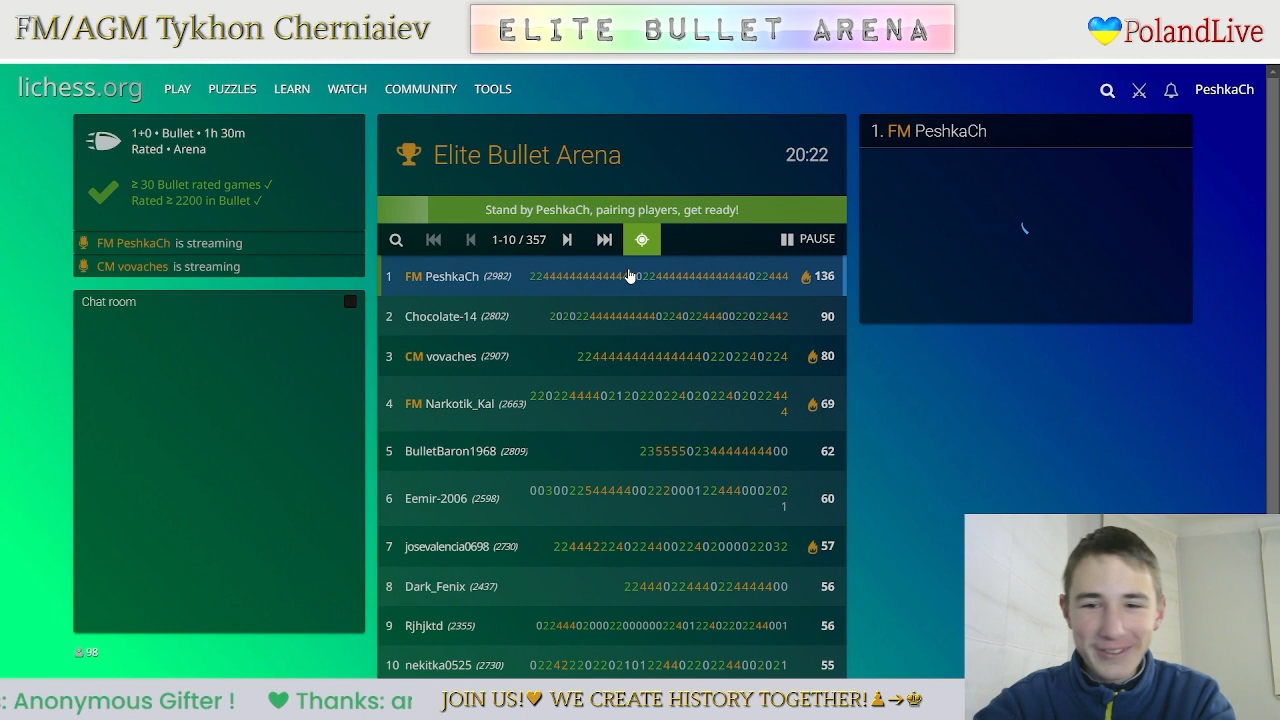 FM/AGM Tykhon Cherniaiev
ELITE BULLET ARENA
PolandLive
lichess.org PLAY PUZZLES LEARN WATCH COMMUNITY TOOLS PeshkaCh
1+0 • Bullet • 1h 30m
Rated • Arena
≥ 30 Bullet rated games ✓
Rated ≥ 2200 in Bullet ✓
FM PeshkaCh is streaming
CM vovaches is streaming
Chat room
98
Elite Bullet Arena 20:22
Stand by PeshkaCh, pairing players, get ready!
1-10 / 357 PAUSE
1 FM PeshkaCh (2982) 136
2 Chocolate-14 (2802) 202022444444444402240224440022022442 90
3 CM vovaches (2907) 80
4 FM Narkotik_Kal (2663) 69
5 BulletBaron1968 (2809) 62
6 Eemir-2006 (2598) 60
7 josevalencia0698 (2730) 57
8 Dark_Fenix (2437) 56
9 Rjhjktd (2355) 56
10 nekitka0525 (2730) 55
1. FM PeshkaCh
: Anonymous Gifter ! Thanks: ar
JOIN US! WE CREATE HISTORY TOGETHER!